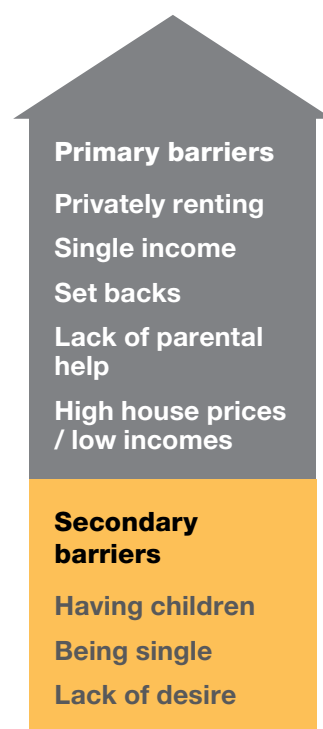 Primary barriers
Privately renting
Single income
Set backs
Lack of parental
help
High house prices
/ low incomes
Secondary
barriers
Having children
Being single
Lack of desire